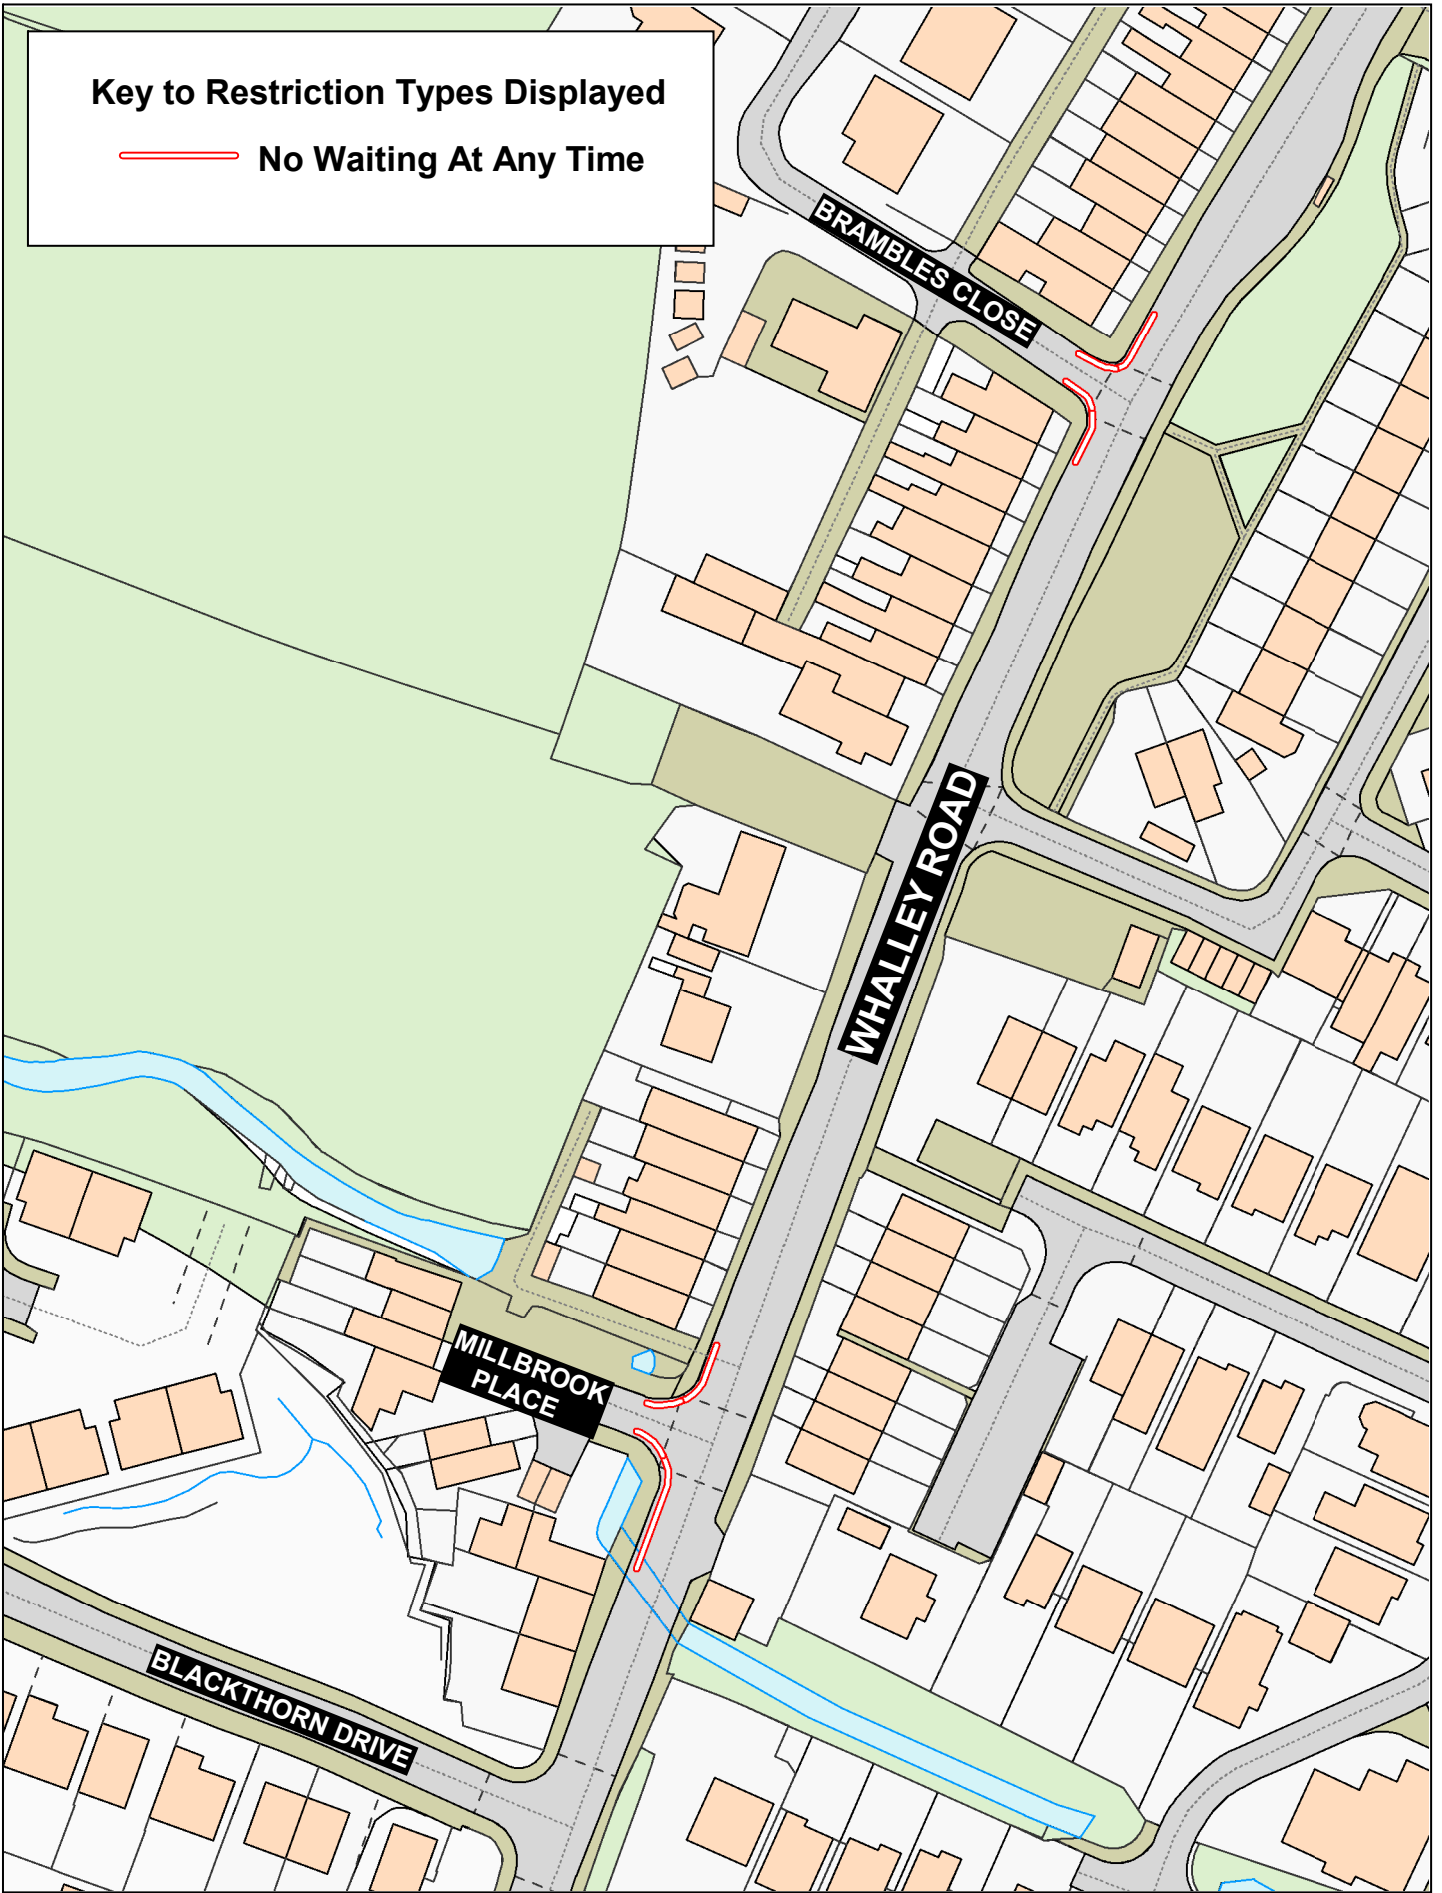 Key to Restriction Types Displayed
No Waiting At Any Time
BRAMBLES CLOSE
WHALLEY ROAD
MILLBROOK
PLACE
BLACKTHORN DRIVE